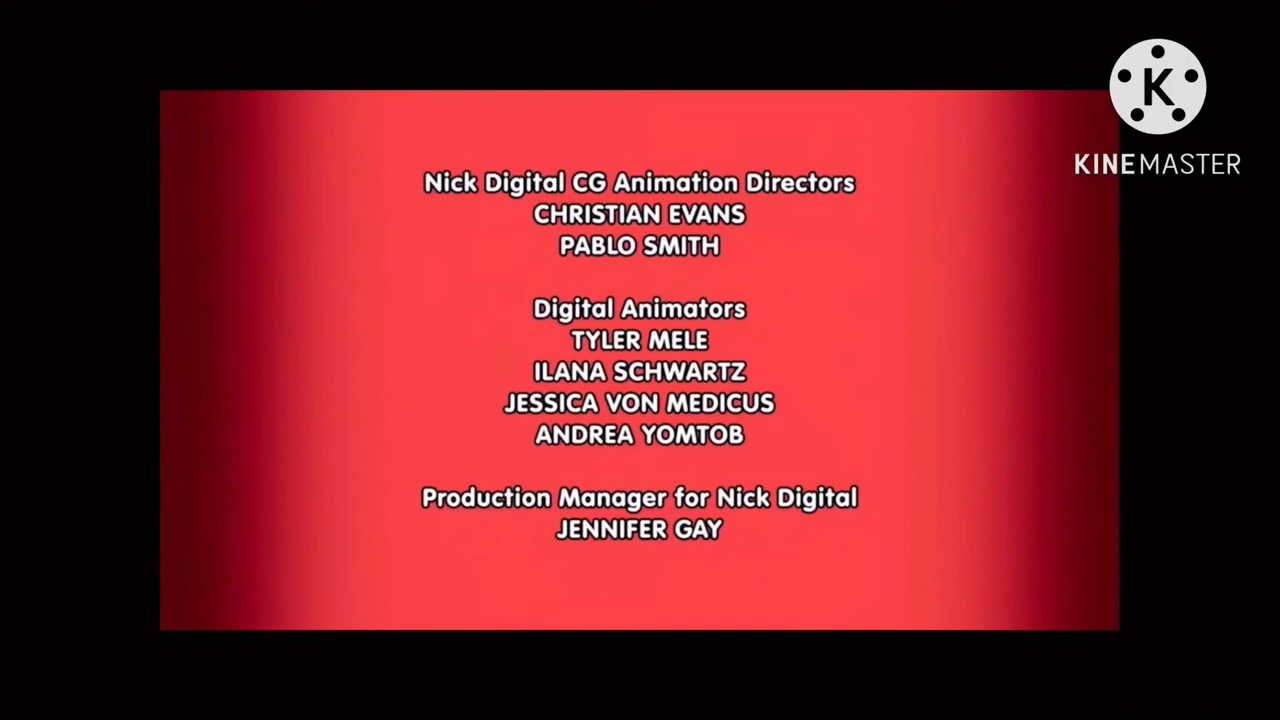 K
KINEMASTER
Nick Digital CG Animation Directors
CHRISTIAN EVANS
PABLO SMITH
Digital Animators
TYLER MELE
ILANA SCHWARTZ
JESSICA VON MEDICUS
ANDREA YOMTOB
Production Manager for Nick Digital
JENNIFER GAY